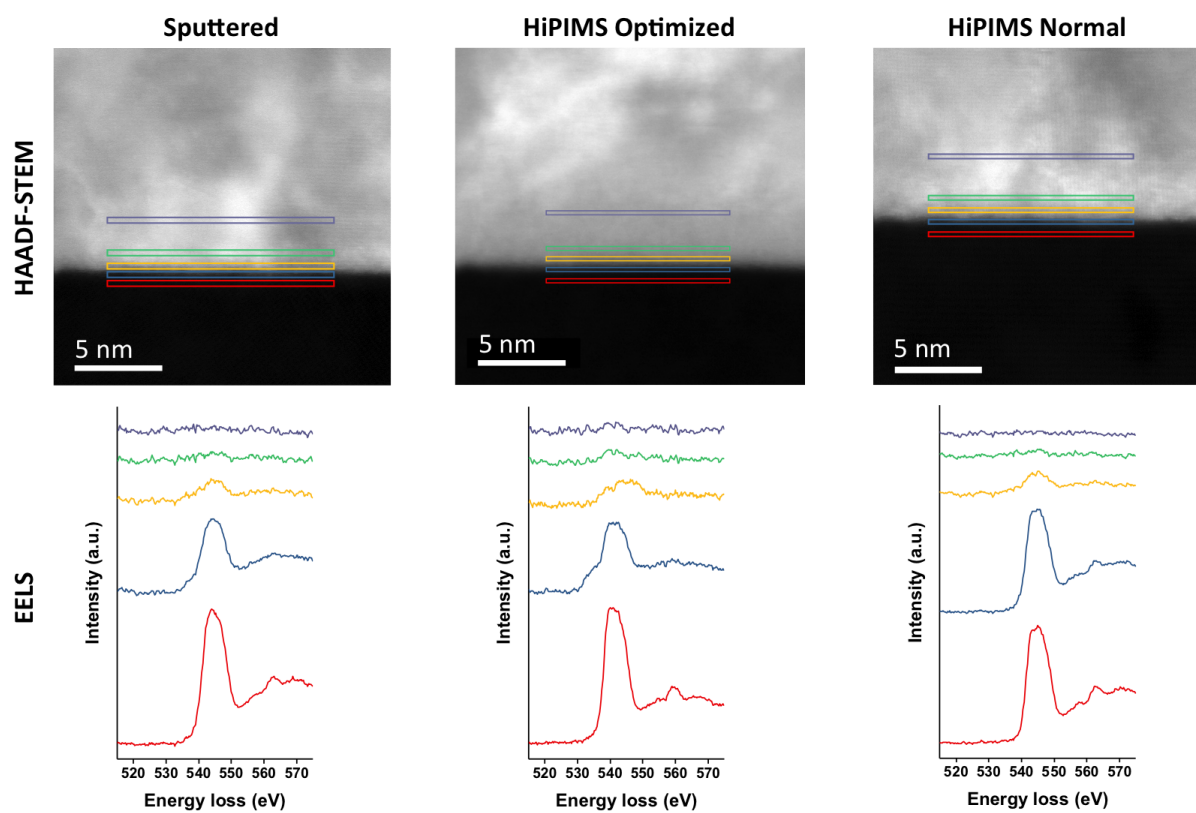 Sputtered
HiPIMS Optimized
HiPIMS Normal
HAADF-STEM
5 nm
5 nm
5 nm
EELS
Intensity (a.u.)
520 530 540 550 560 570
Energy loss (eV)
Intensity (a.u.)
520 530 540 550 560 570
Energy loss (eV)
Intensity (a.u.)
520 530 540 550 560 570
Energy loss (eV)